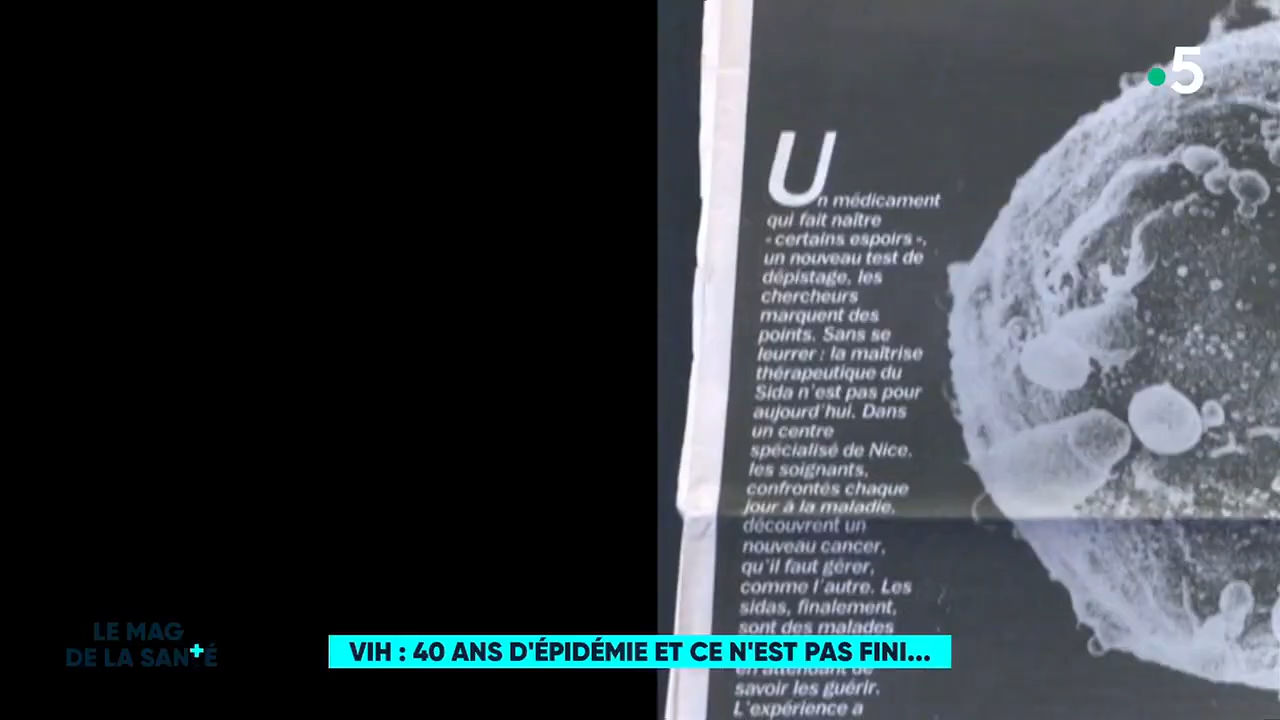 5
Un médicament
qui fait naître
« certains espoirs »,
un nouveau test de
dépistage, les
chercheurs
marquent des
points. Sans se
leurrer : la maîtrise
thérapeutique du
Sida n'est pas pour
aujourd'hui. Dans
un centre
spécialisé de Nice,
les soignants,
confrontés chaque
jour à la maladie,
découvrent un
nouveau cancer,
qu'il faut gérer,
comme l'autre. Les
sidas, finalement,
sont des malades
en attendant de
savoir les guérir.
L'expérience a
LE MAG
DE LA SANTÉ
VIH : 40 ANS D'ÉPIDÉMIE ET CE N'EST PAS FINI...